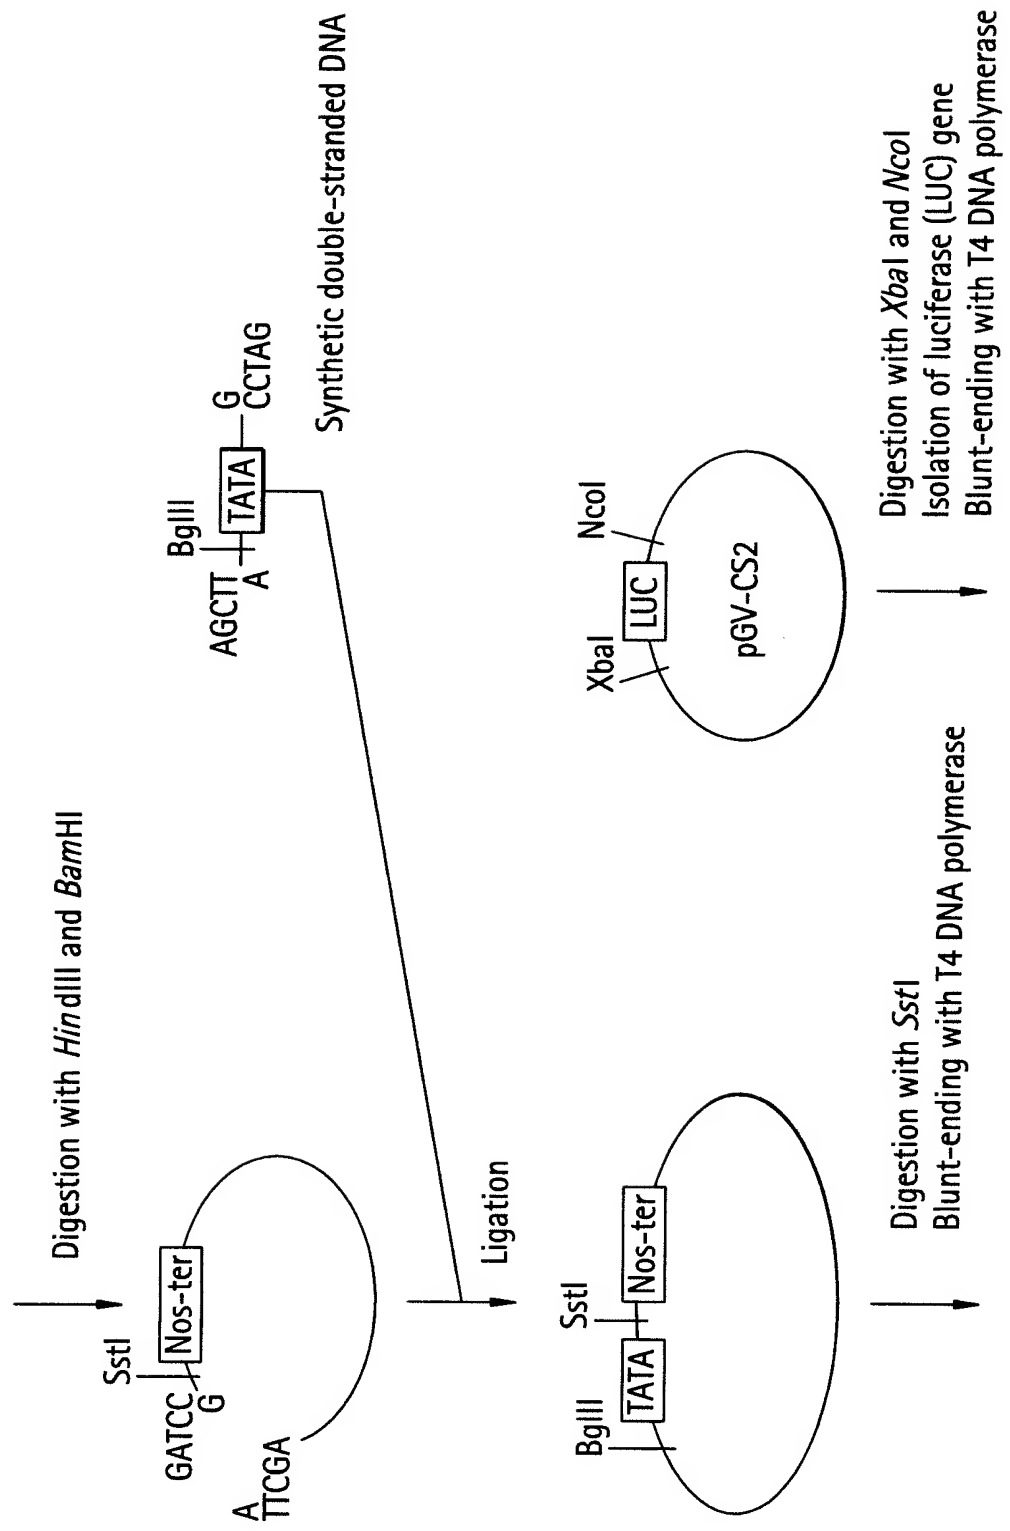 Digestion with HindIII and BamHI
SstI
GATCC
G
Nos-ter
A
TTCGA
BglII
AGCTT
A
TATA
G
CCTAG
Synthetic double-stranded DNA
Ligation
BglII
TATA
SstI
Nos-ter
XbaI
LUC
NcoI
pGV-CS2
Digestion with SstI
Blunt-ending with T4 DNA polymerase
Digestion with XbaI and NcoI
Isolation of luciferase (LUC) gene
Blunt-ending with T4 DNA polymerase